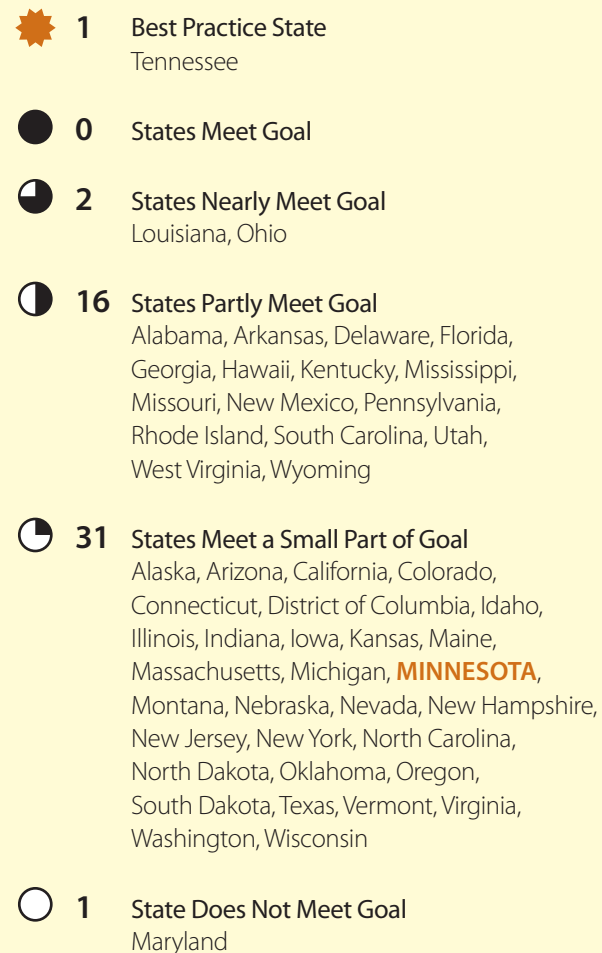 1 Best Practice State
Tennessee
0 States Meet Goal
2 States Nearly Meet Goal
Louisiana, Ohio
16 States Partly Meet Goal
Alabama, Arkansas, Delaware, Florida,
Georgia, Hawaii, Kentucky, Mississippi,
Missouri, New Mexico, Pennsylvania,
Rhode Island, South Carolina, Utah,
West Virginia, Wyoming
31 States Meet a Small Part of Goal
Alaska, Arizona, California, Colorado,
Connecticut, District of Columbia, Idaho,
Illinois, Indiana, Iowa, Kansas, Maine,
Massachusetts, Michigan, MINNESOTA,
Montana, Nebraska, Nevada, New Hampshire,
New Jersey, New York, North Carolina,
North Dakota, Oklahoma, Oregon,
South Dakota, Texas, Vermont, Virginia,
Washington, Wisconsin
1 State Does Not Meet Goal
Maryland